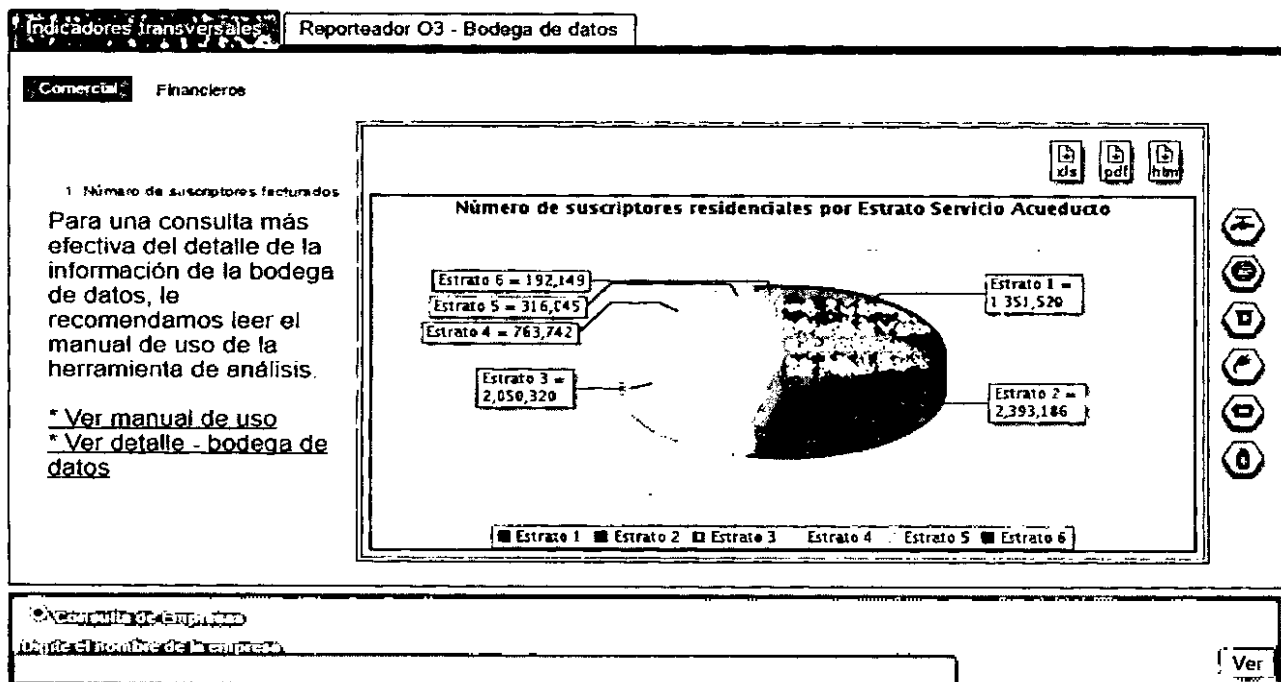 Indicadores transversales
Reporteador O3 - Bodega de datos
Comercial
Financieros
xls
pdf
htm
1 Número de suscriptores facturados
Para una consulta más
efectiva del detalle de la
información de la bodega
de datos, le
recomendamos leer el
manual de uso de la
herramienta de análisis.
* Ver manual de uso
* Ver detalle - bodega de
datos
Número de suscriptores residenciales por Estrato Servicio Acueducto
Estrato 6 = 192,149
Estrato 5 = 316,045
Estrato 4 = 763,742
Estrato 3 =
2,050,320
Estrato 1 =
1 351,520
Estrato 2 =
2,393,186
Estrato 1
Estrato 2
Estrato 3
Estrato 4
Estrato 5
Estrato 6
Consulta de Empresas
Digite el nombre de la empresa
Ver